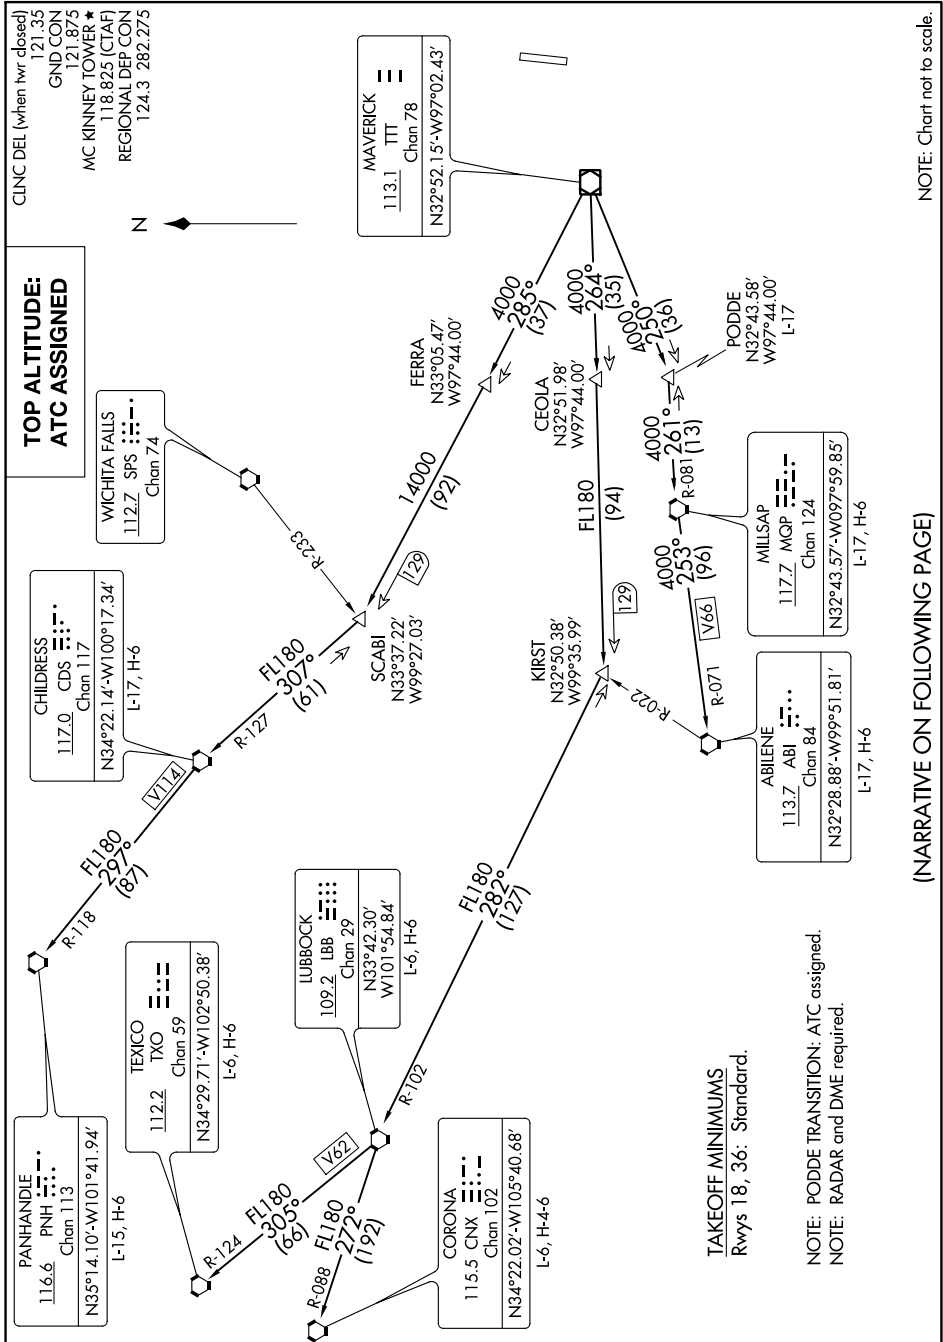 CLNC DEL (when twr closed)
121.35
GND CON
121.875
MC KINNEY TOWER ★
118.825 (CTAF)
REGIONAL DEP CON
124.3 282.275
TOP ALTITUDE:
ATC ASSIGNED
N
MAVERICK
113.1 TTT
Chan 78
N32°52.15′-W97°02.43′
WICHITA FALLS
112.7 SPS
Chan 74
R-233
CHILDRESS
117.0 CDS
Chan 117
N34°22.14′-W100°17.34′
L-17, H-6
PANHANDLE
116.6 PNH
Chan 113
N35°14.10′-W101°41.94′
L-15, H-6
TEXICO
112.2 TXO
Chan 59
N34°29.71′-W102°50.38′
L-6, H-6
LUBBOCK
109.2 LBB
Chan 29
N33°42.30′
W101°54.84′
L-6, H-6
CORONA
115.5 CNX
Chan 102
N34°22.02′-W105°40.68′
L-6, H-4-6
4000
285°
(37)
FERRA
N33°05.47′
W97°44.00′
14000
(92)
129
SCABI
N33°37.22′
W99°27.03′
FL180
307°
(61)
R-127
V114
FL180
297°
(87)
R-118
4000
264°
(35)
CEOLA
N32°51.98′
W97°44.00′
FL180
(94)
129
KIRST
N32°50.38′
W99°35.99′
R-022
FL180
282°
(127)
R-102
V62
FL180
305°
(66)
R-124
FL180
272°
(192)
R-088
4000
250°
(36)
PODDE
N32°43.58′
W97°44.00′
L-17
4000
261°
(13)
R-081
MILLSAP
117.7 MQP
Chan 124
N32°43.57′-W097°59.85′
L-17, H-6
4000
253°
(96)
V66
R-071
ABILENE
113.7 ABI
Chan 84
N32°28.88′-W99°51.81′
L-17, H-6
TAKEOFF MINIMUMS
Rwys 18, 36: Standard.
NOTE: PODDE TRANSITION: ATC assigned.
NOTE: RADAR and DME required.
(NARRATIVE ON FOLLOWING PAGE)
NOTE: Chart not to scale.